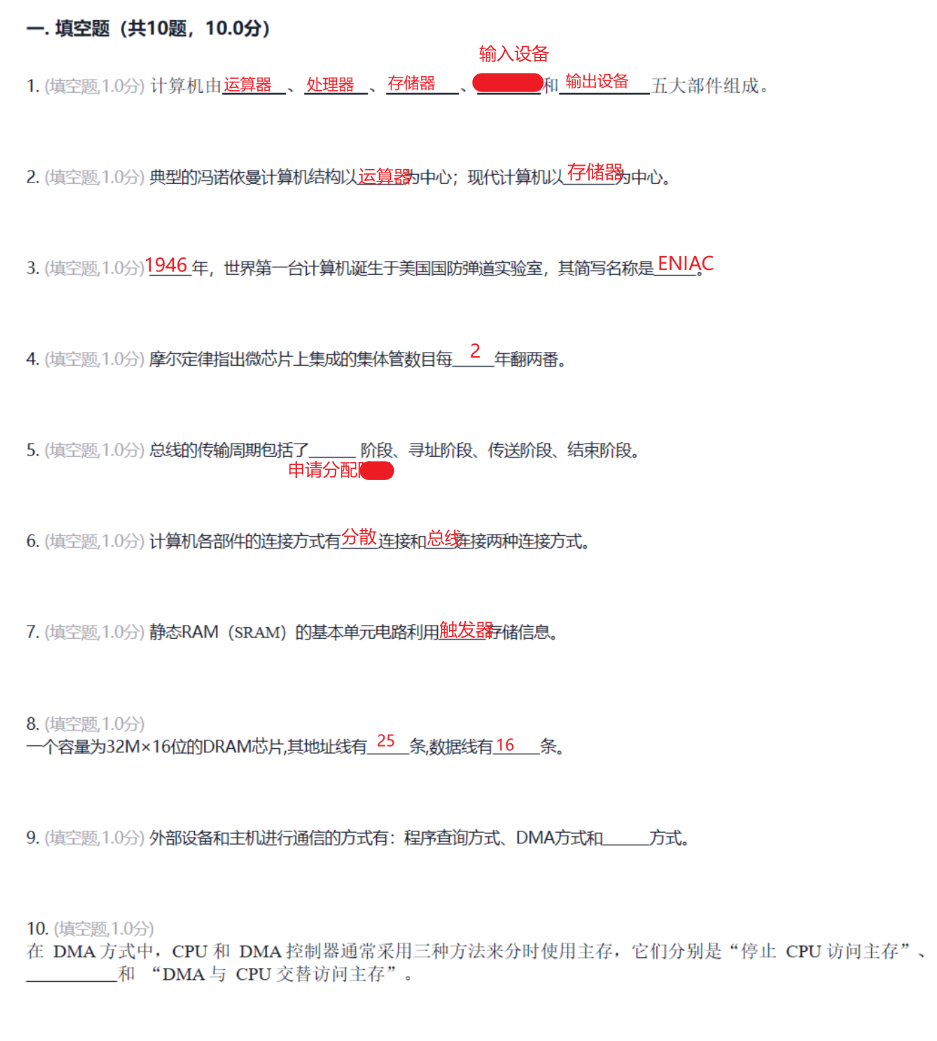 一. 填空题（共10题，10.0分）
输入设备
1. (填空题,1.0分) 计算机由运算器、处理器、存储器、和输出设备五大部件组成。
2. (填空题,1.0分) 典型的冯诺依曼计算机结构以运算器为中心；现代计算机以存储器为中心。
3. (填空题,1.0分)1946年，世界第一台计算机诞生于美国国防弹道实验室，其简写名称是ENIAC。
4. (填空题,1.0分) 摩尔定律指出微芯片上集成的集体管数目每2年翻两番。
5. (填空题,1.0分) 总线的传输周期包括了______ 阶段、寻址阶段、传送阶段、结束阶段。
申请分配
6. (填空题,1.0分) 计算机各部件的连接方式有分散连接和总线连接两种连接方式。
7. (填空题,1.0分) 静态RAM（SRAM）的基本单元电路利用触发器存储信息。
8. (填空题,1.0分)
一个容量为32M×16位的DRAM芯片,其地址线有25条,数据线有16条。
9. (填空题,1.0分) 外部设备和主机进行通信的方式有：程序查询方式、DMA方式和______方式。
10. (填空题,1.0分)
在 DMA 方式中，CPU 和 DMA 控制器通常采用三种方法来分时使用主存，它们分别是“停止 CPU 访问主存”、
__________和 “DMA 与 CPU 交替访问主存”。